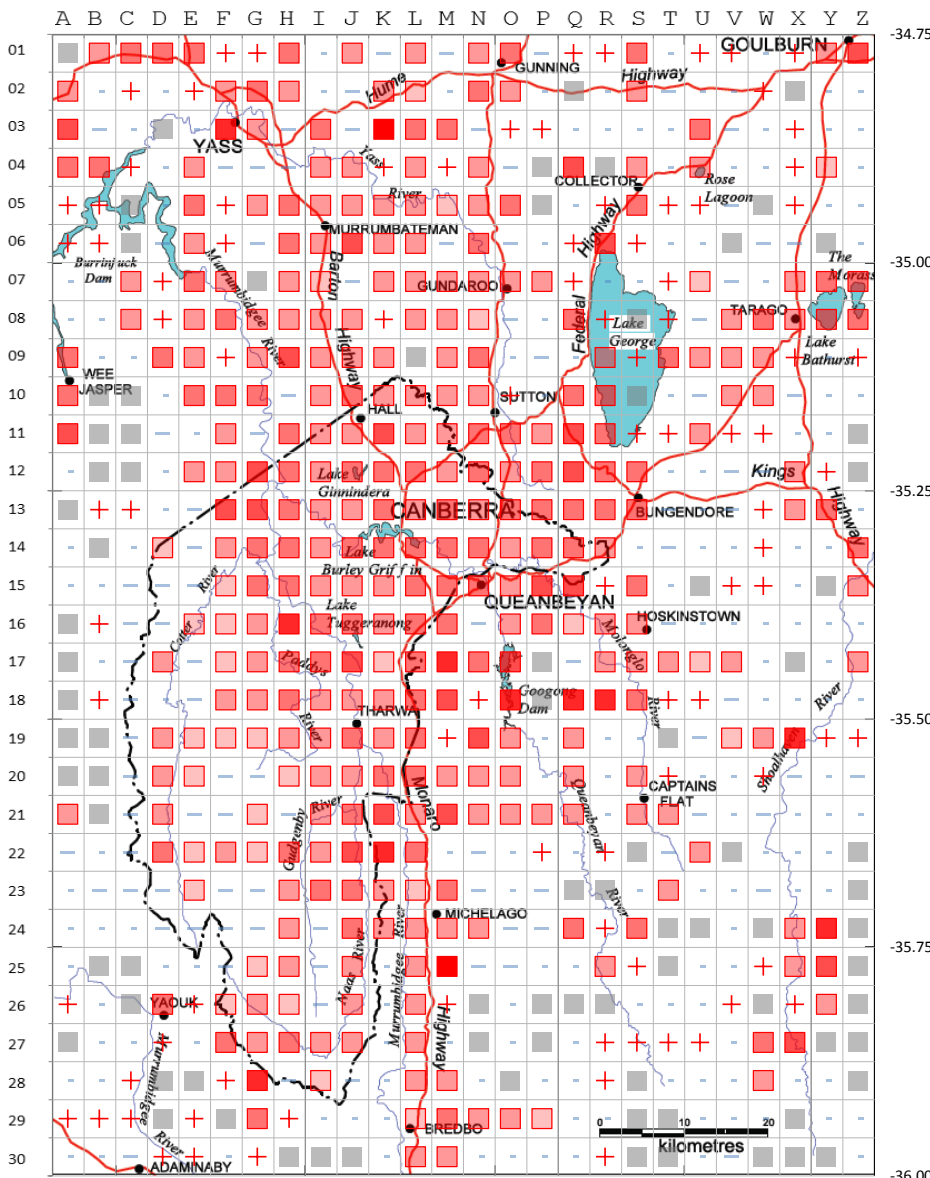 A B C D E F G H I J K L M N O P Q R S T U V W X Y Z
01
GOULBURN
-34.75
GUNNING
Highway
02
Hume
03
YASS
04
Yass
COLLECTOR
Rose
Lagoon
05
River
MURRUMBATEMAN
06
Highway
Burrinjuck
Dam
-35.00
The
Morass
07
Murrumbidgee
River
Barton
Highway
GUNDAROO
Federal
TARAGO
08
Lake
George
Lake
Bathurst
09
WEE
JASPER
10
SUTTON
HALL
11
12
Lake
Ginnindera
Kings
Highway
-35.25
13
CANBERRA
BUNGENDORE
14
Lake
Burley Griffin
15
River
QUEANBEYAN
16
Cotter
Lake
Tuggeranong
HOSKINSTOWN
17
Paddys
River
Molonglo
River
18
Googong
Dam
River
THARWA
-35.50
19
Shoalhaven
20
Monaro
Queanbeyan
CAPTAINS
FLAT
21
Gudgenby
River
22
23
River
River
MICHELAGO
24
-35.75
25
Naas
River
Murrumbidgee
26
YAOUK
Highway
27
Murrumbidgee
28
29
River
BREDBO
0 10 20
kilometres
30
ADAMINABY
-36.00